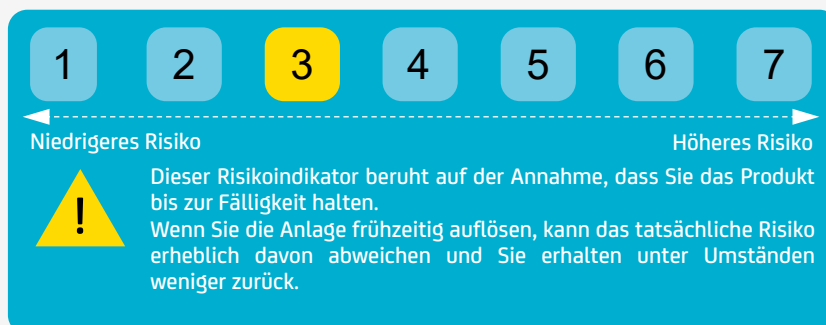 1 2 3 4 5 6 7
Niedrigeres Risiko Höheres Risiko
! Dieser Risikoindikator beruht auf der Annahme, dass Sie das Produkt
bis zur Fälligkeit halten.
Wenn Sie die Anlage frühzeitig auflösen, kann das tatsächliche Risiko
erheblich davon abweichen und Sie erhalten unter Umständen
weniger zurück.